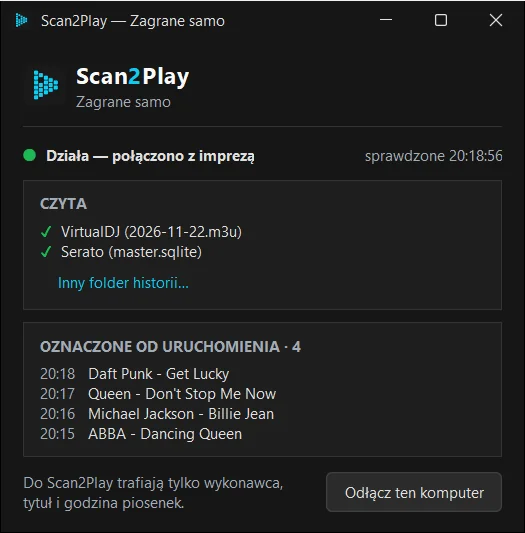 Scan2Play — Zagrane samo
Scan2Play
Zagrane samo
Działa — połączono z imprezą
sprawdzone 20:18:56
CZYTA
✓ VirtualDJ (2026-11-22.m3u)
✓ Serato (master.sqlite)
Inny folder historii...
OZNACZONE OD URUCHOMIENIA · 4
20:18 Daft Punk - Get Lucky
20:17 Queen - Don't Stop Me Now
20:16 Michael Jackson - Billie Jean
20:15 ABBA - Dancing Queen
Do Scan2Play trafiają tylko wykonawca,
tytuł i godzina piosenek.
Odłącz ten komputer